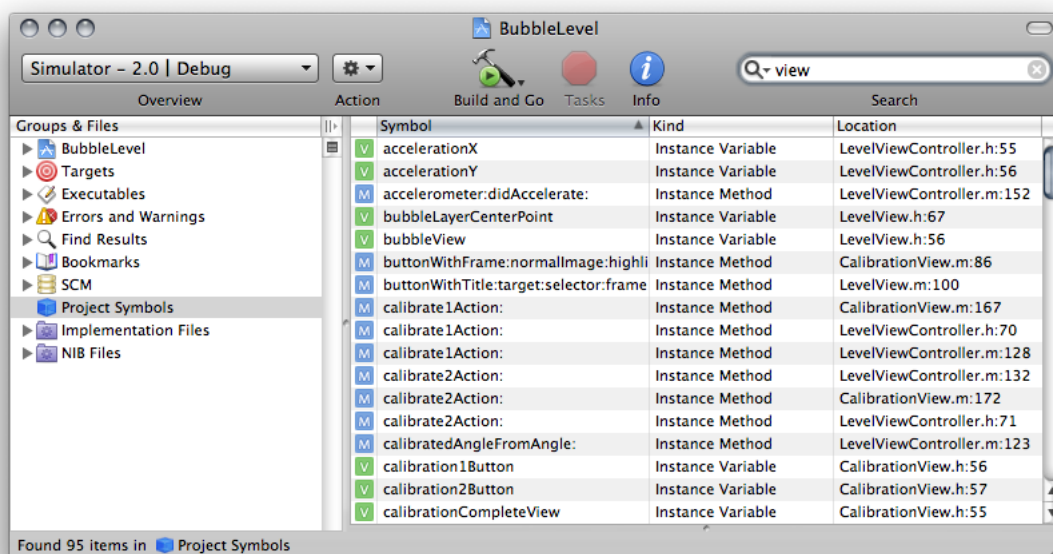 BubbleLevel
Simulator – 2.0 | Debug
view
Overview Action Build and Go Tasks Info Search
Groups & Files
BubbleLevel
Targets
Executables
Errors and Warnings
Find Results
Bookmarks
SCM
Project Symbols
Implementation Files
NIB Files
Symbol Kind Location
V accelerationX Instance Variable LevelViewController.h:55
V accelerationY Instance Variable LevelViewController.h:56
M accelerometer:didAccelerate: Instance Method LevelViewController.m:152
V bubbleLayerCenterPoint Instance Variable LevelView.h:67
V bubbleView Instance Variable LevelView.h:56
M buttonWithFrame:normalImage:highli Instance Method CalibrationView.m:86
M buttonWithTitle:target:selector:frame Instance Method LevelView.m:100
M calibrate1Action: Instance Method CalibrationView.m:167
M calibrate1Action: Instance Method LevelViewController.h:70
M calibrate1Action: Instance Method LevelViewController.m:128
M calibrate2Action: Instance Method LevelViewController.m:132
M calibrate2Action: Instance Method CalibrationView.m:172
M calibrate2Action: Instance Method LevelViewController.h:71
M calibratedAngleFromAngle: Instance Method LevelViewController.m:123
V calibration1Button Instance Variable CalibrationView.h:56
V calibration2Button Instance Variable CalibrationView.h:57
V calibrationCompleteView Instance Variable CalibrationView.h:55
Found 95 items in Project Symbols